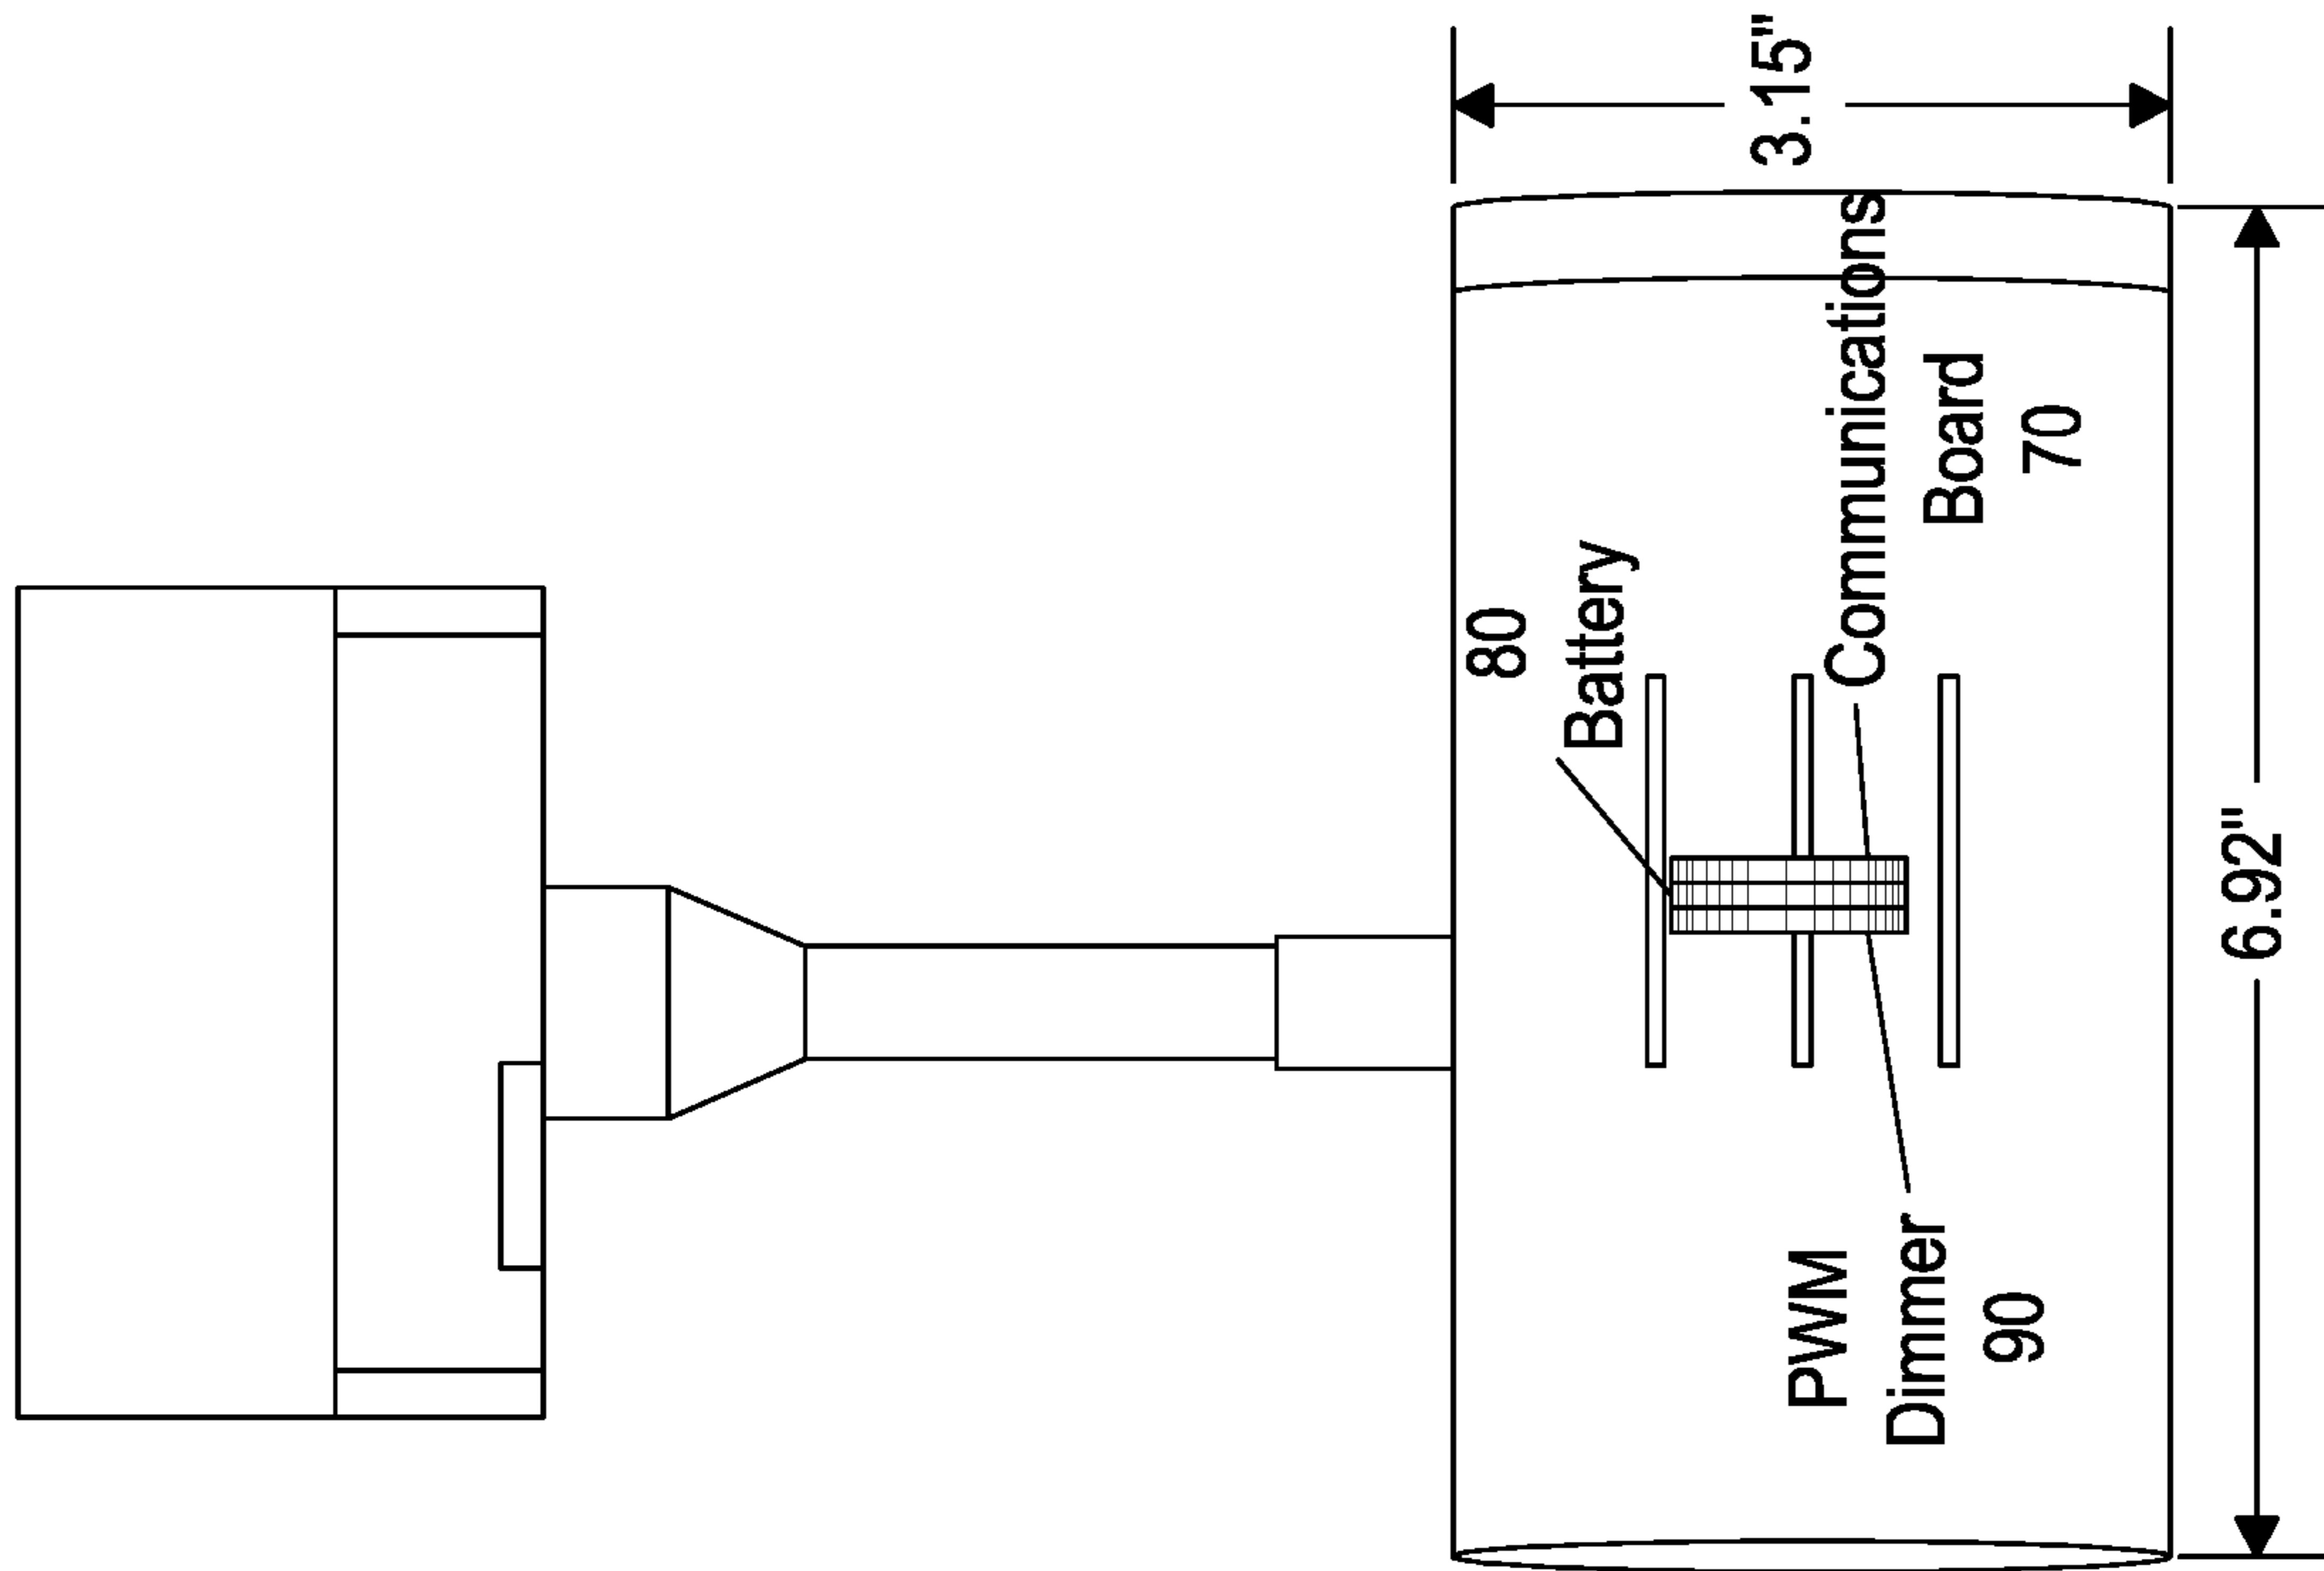 3.15"
80
Battery
Communications
Board
70
6.92"
PWM
Dimmer
90